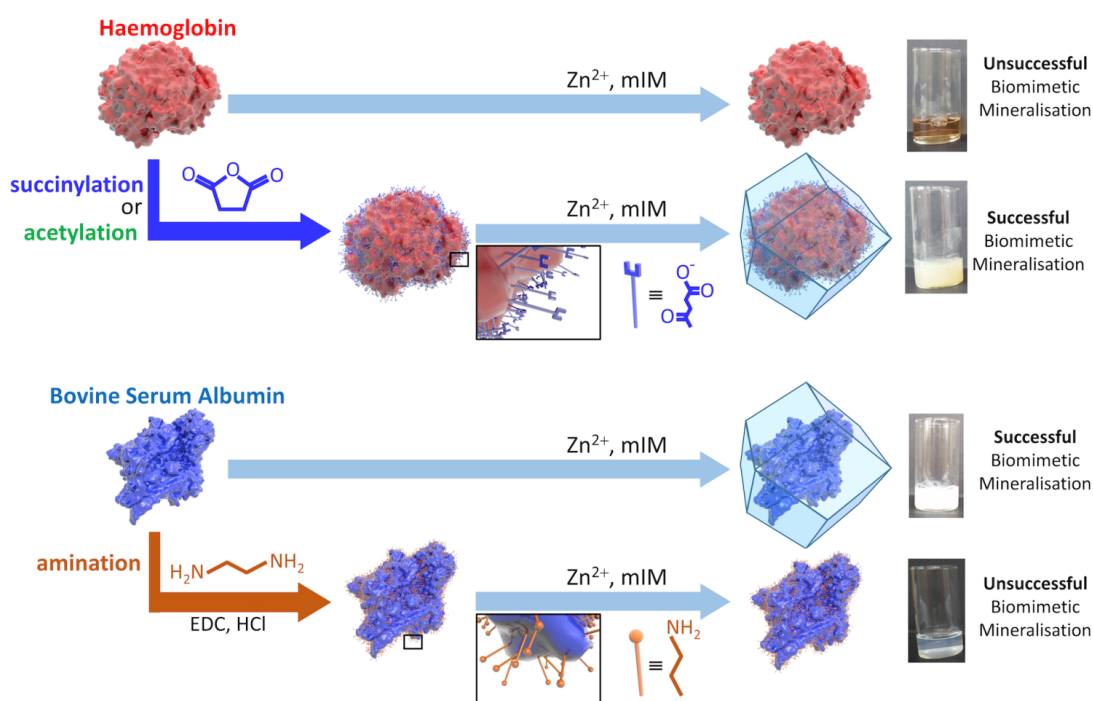 Haemoglobin
Zn2+, mIM
Unsuccessful
Biomimetic
Mineralisation
succinylation
or
acetylation
O O O
Zn2+, mIM
≡
O-
O
O
Successful
Biomimetic
Mineralisation
Bovine Serum Albumin
Zn2+, mIM
Successful
Biomimetic
Mineralisation
amination
H2N NH2
EDC, HCl
Zn2+, mIM
≡
NH2
Unsuccessful
Biomimetic
Mineralisation